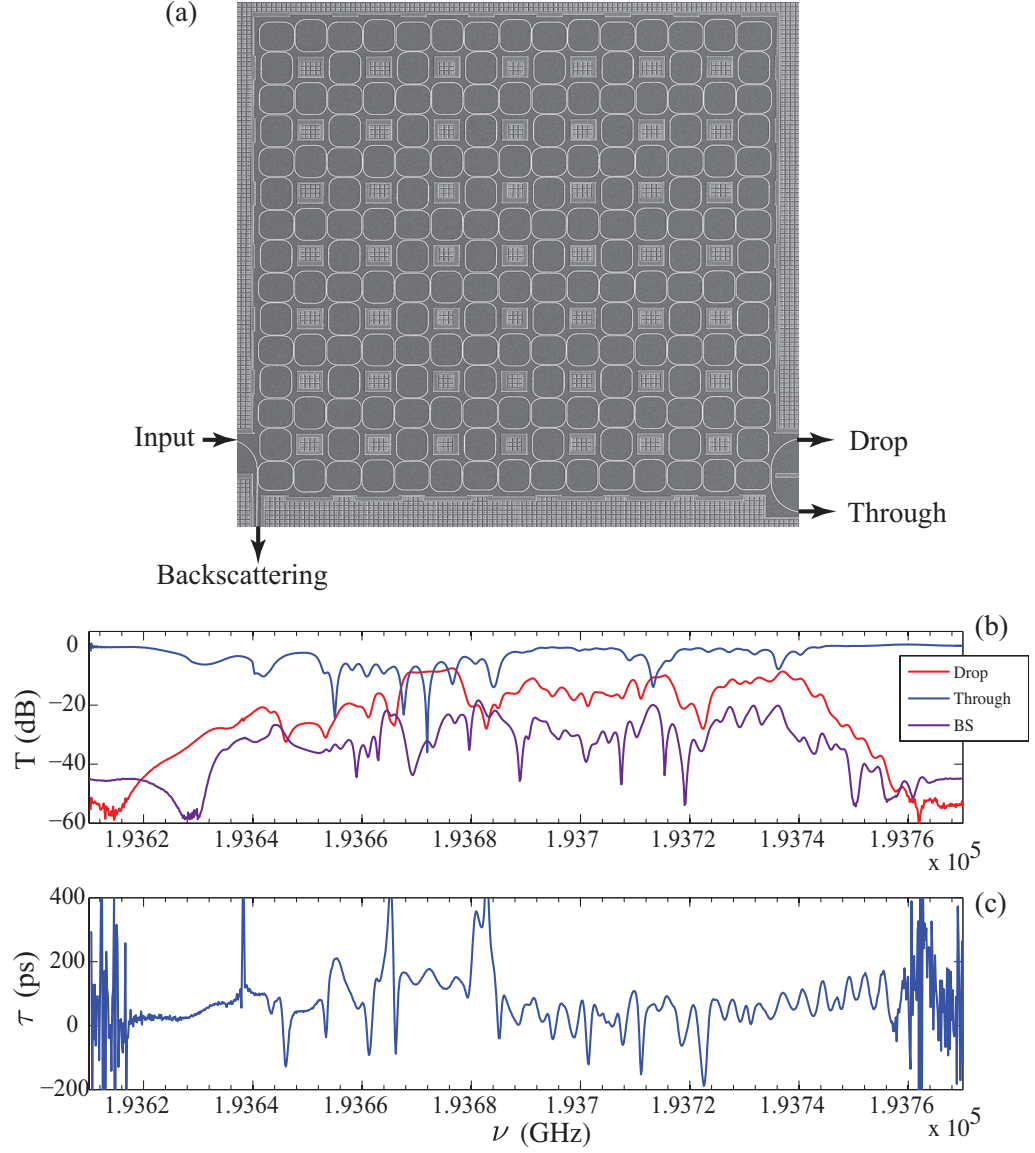 (a)
Input
Drop
Through
Backscattering
(b)
T (dB)
0
−20
−40
−60
Drop
Through
BS
1.9362 1.9364 1.9366 1.9368 1.937 1.9372 1.9374 1.9376
x 10^5
(c)
τ (ps)
400
200
0
−200
1.9362 1.9364 1.9366 1.9368 1.937 1.9372 1.9374 1.9376
x 10^5
ν (GHz)